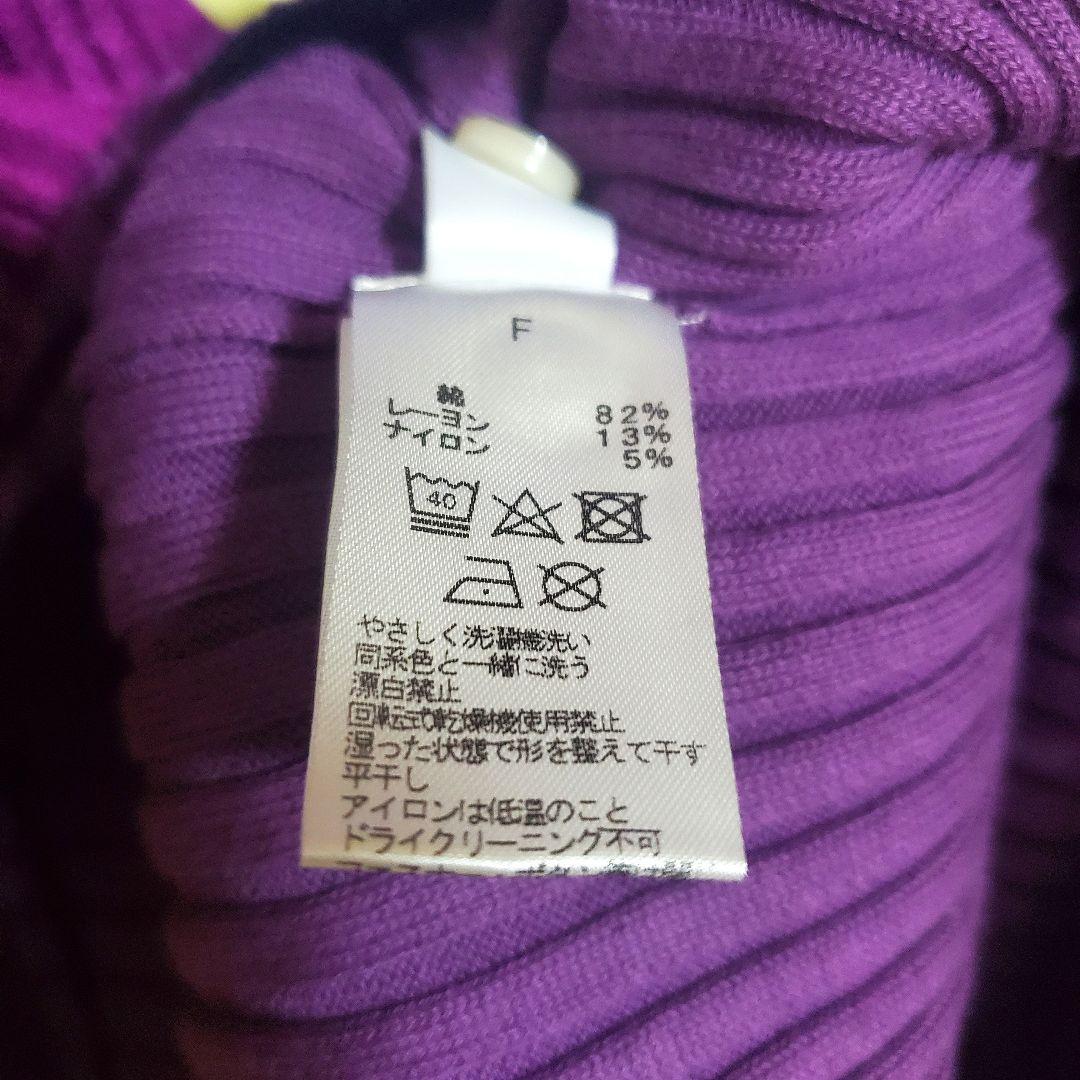 F
綿 82%
レーヨン 13%
ナイロン 5%
40
やさしく洗濯機洗い
同系色と一緒に洗う
漂白禁止
回転式乾燥機使用禁止
湿った状態で形を整えて干す
平干し
アイロンは低温のこと
ドライクリーニング不可